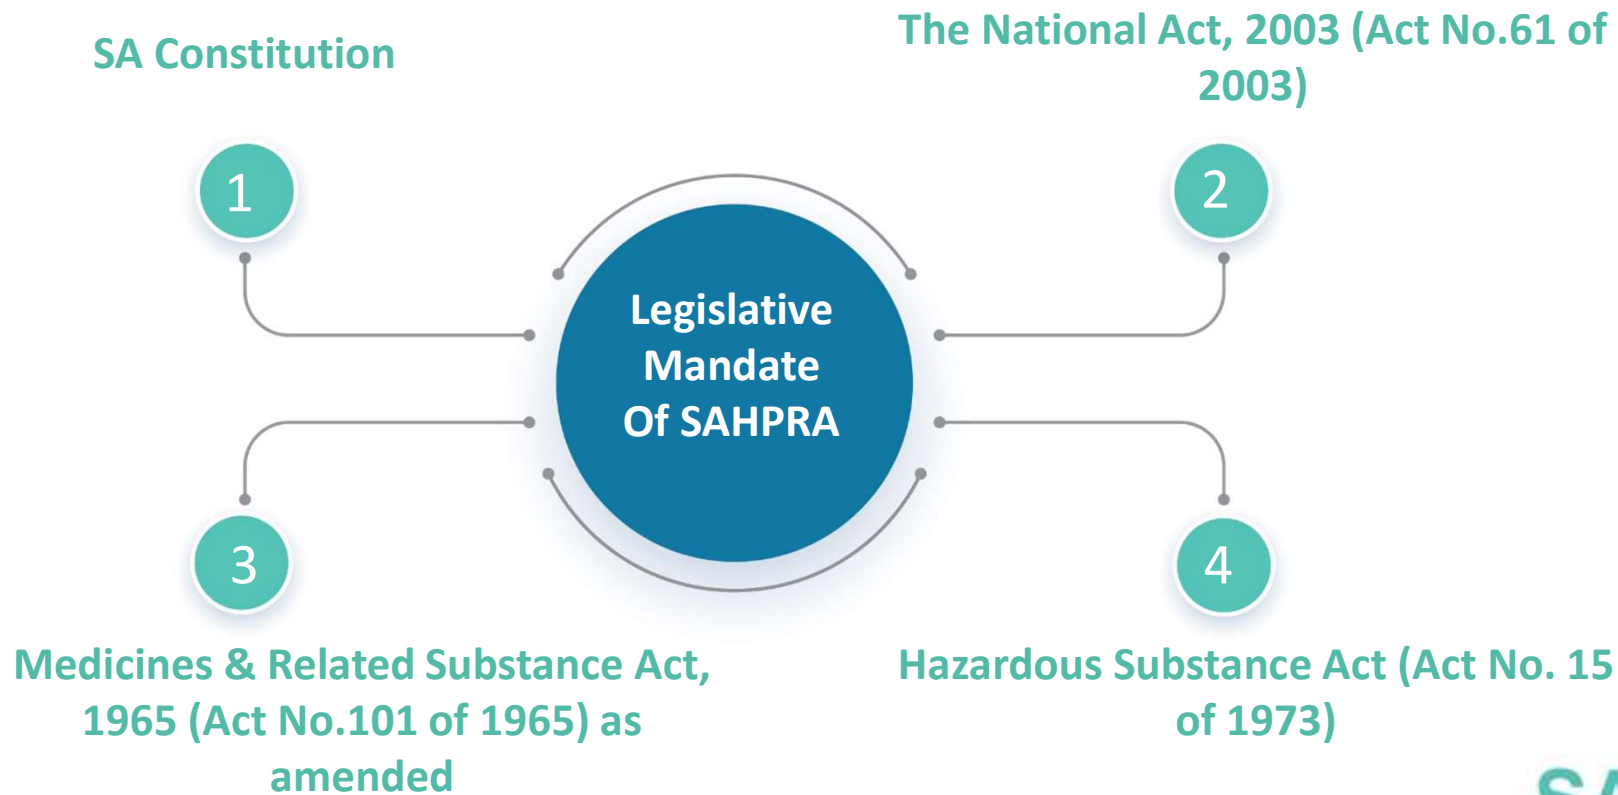 SA Constitution
The National Act, 2003 (Act No.61 of
2003)
1
2
Legislative
Mandate
Of SAHPRA
3
4
Medicines & Related Substance Act,
1965 (Act No.101 of 1965) as
amended
Hazardous Substance Act (Act No. 15
of 1973)